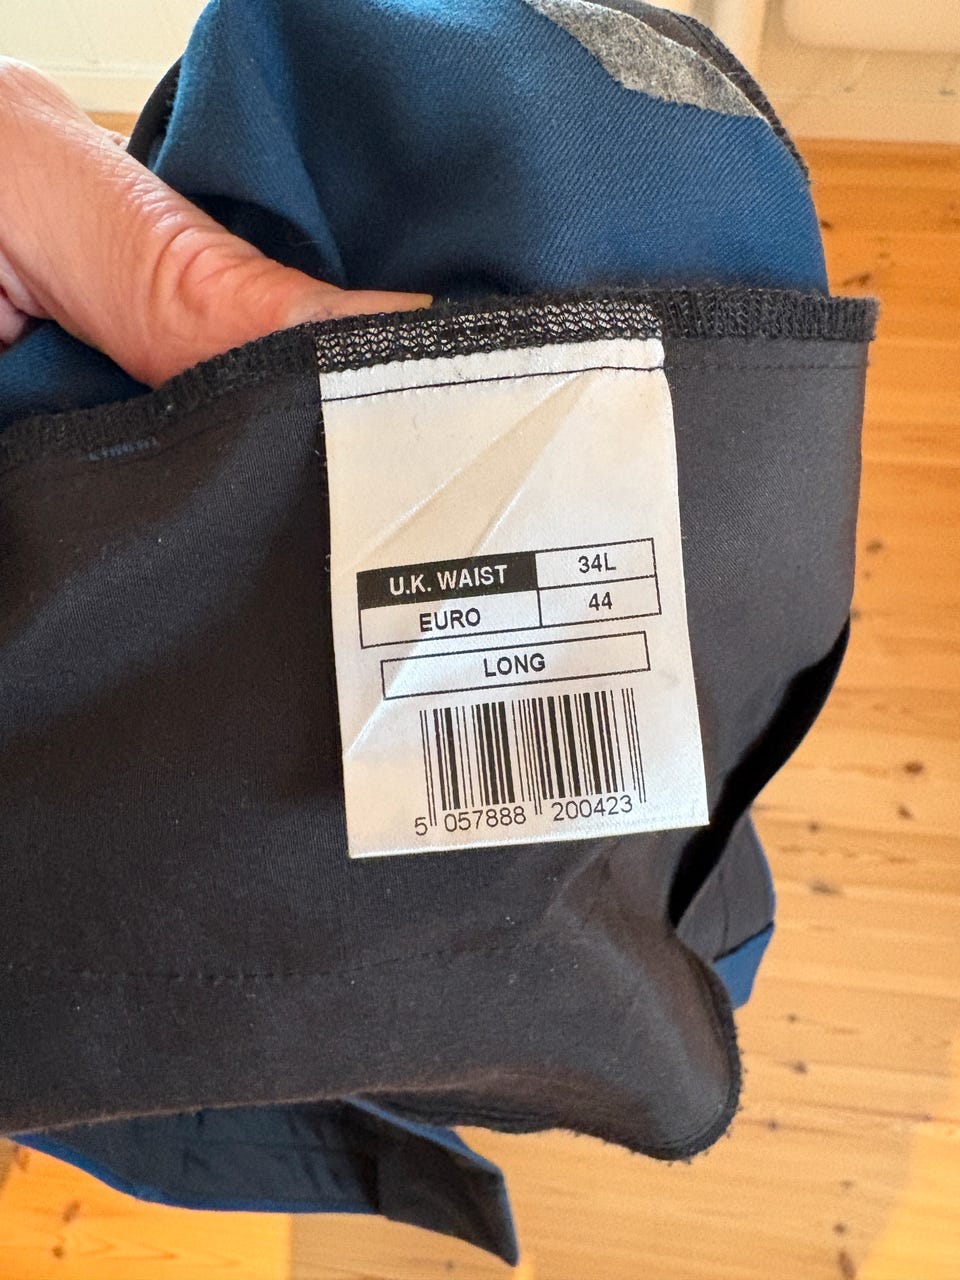 U.K. WAIST 34L
EURO 44
LONG
5 057888 200423